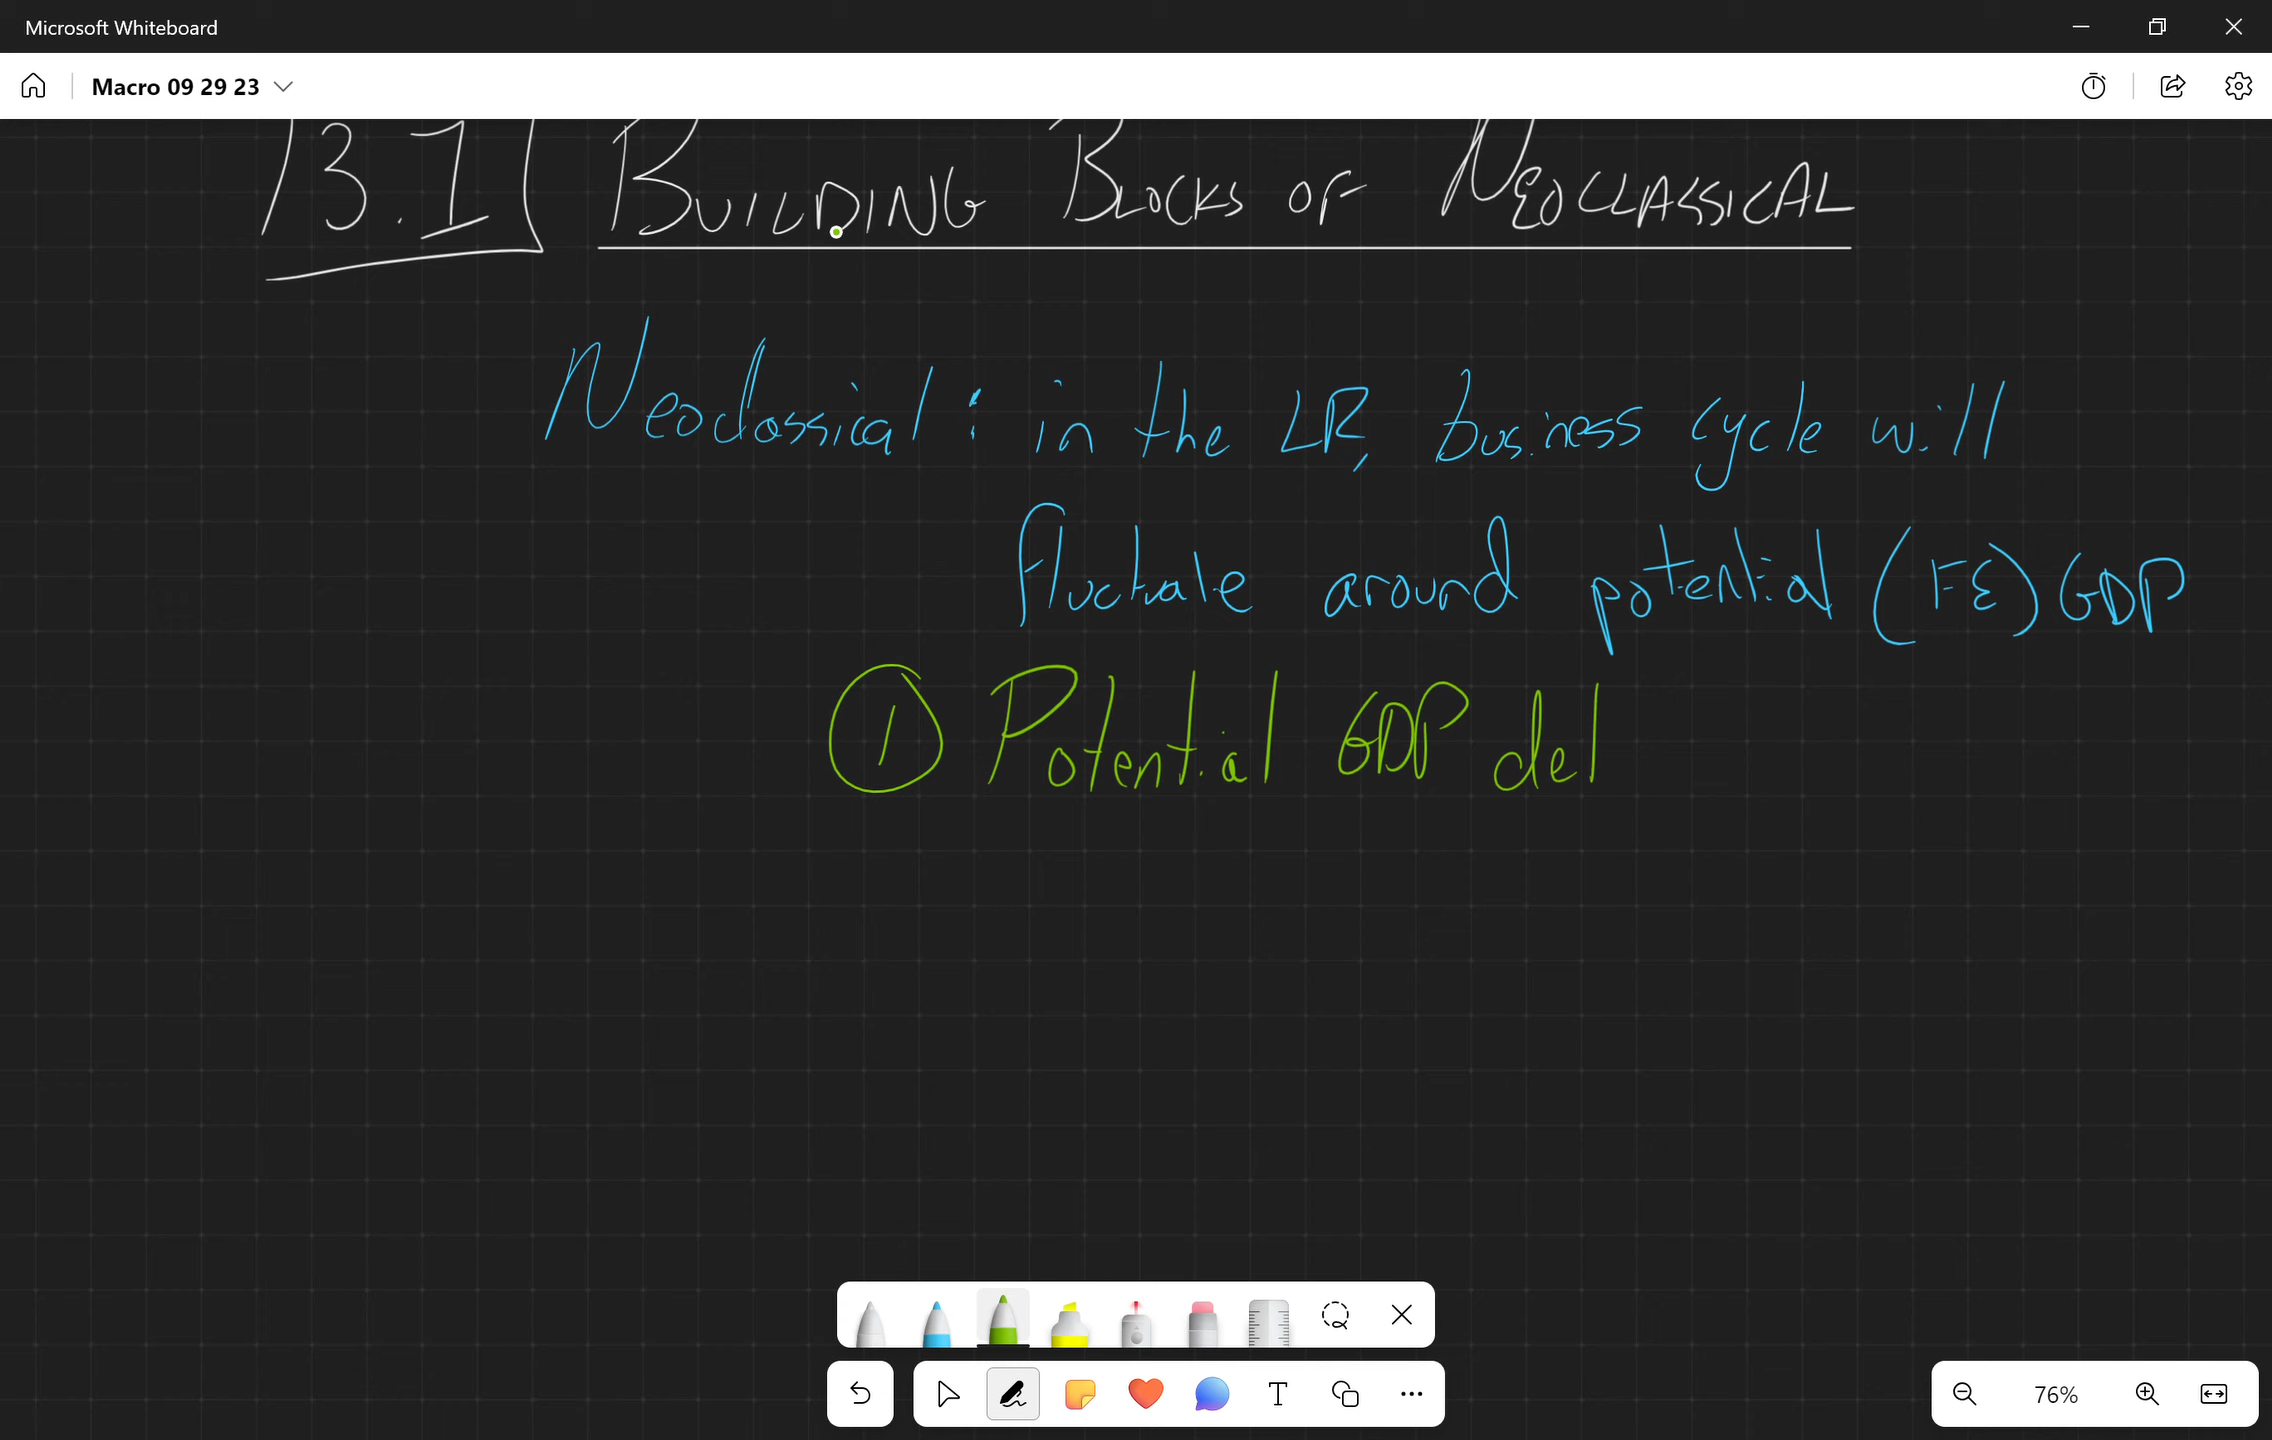 Microsoft Whiteboard
Macro 09 29 23
13.1 BUILDING BLOCKS OF NEOCLASSICAL
Neoclassical : in the LR, business cycle will
fluctuate around potential (FE) GDP
1 Potential GDP del
76%